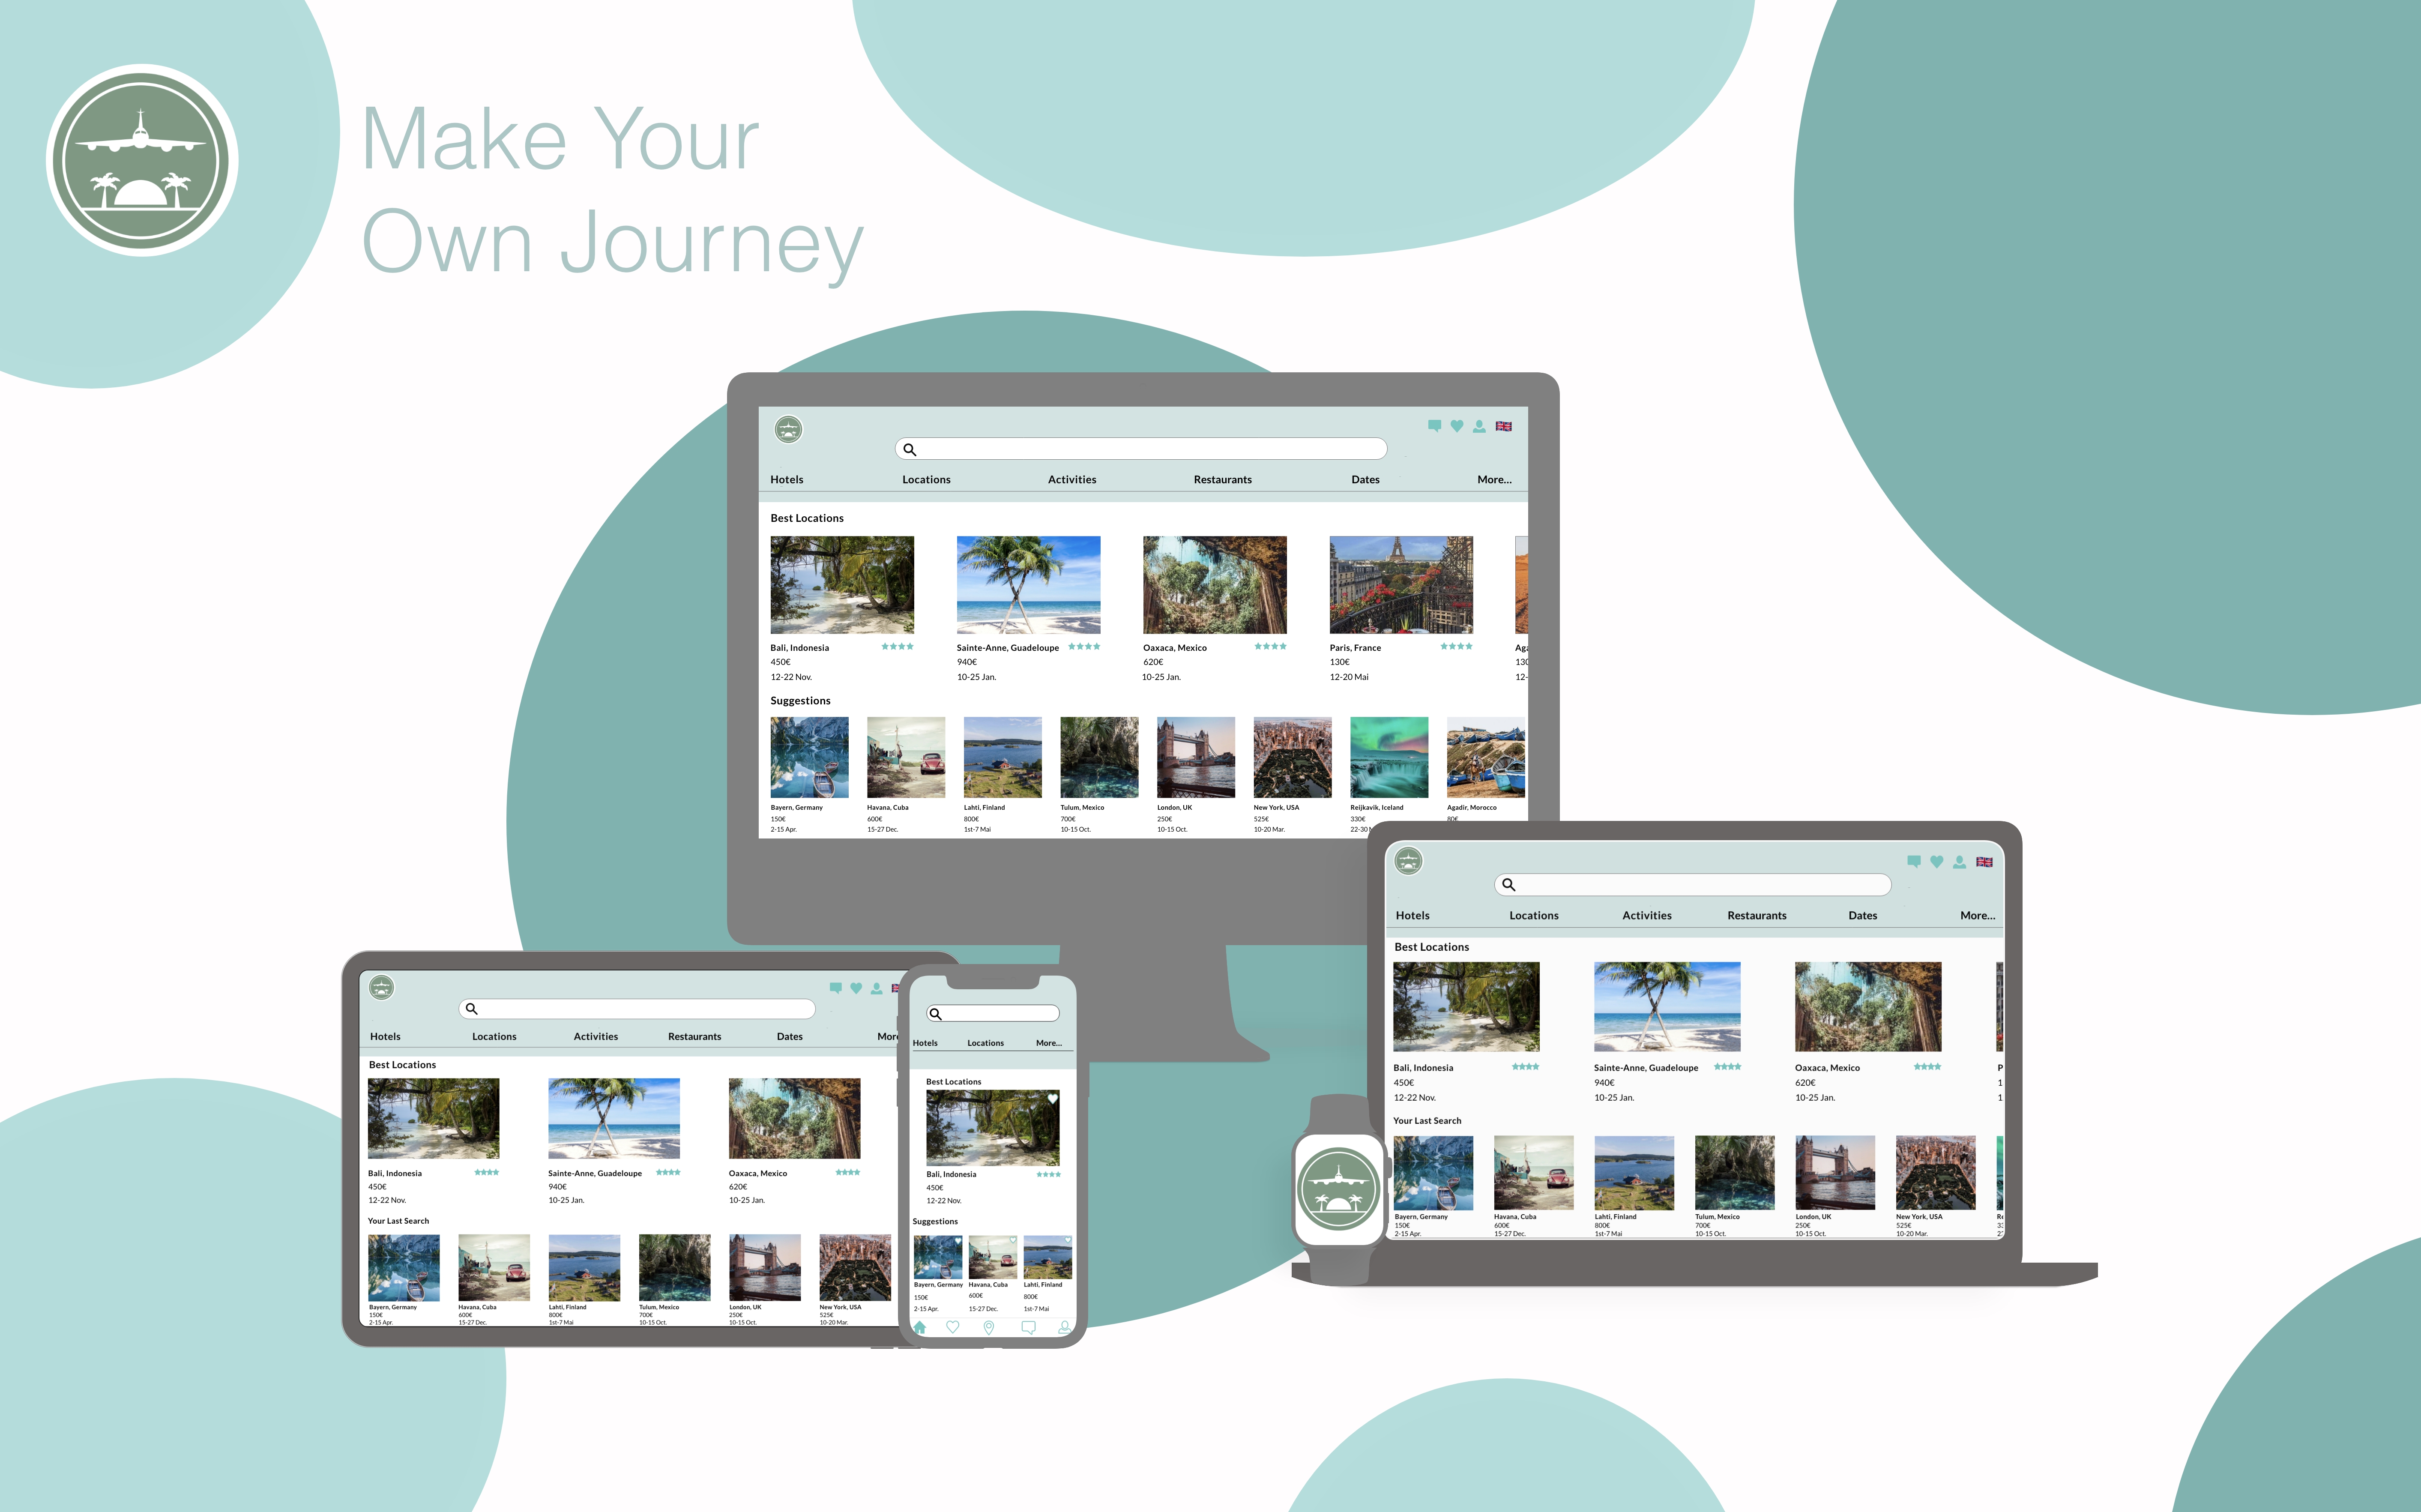 Make Your
Own Journey
Hotels Locations Activities Restaurants Dates More...
Best Locations
Bali, Indonesia Sainte-Anne, Guadeloupe Oaxaca, Mexico Paris, France Aga
450€ 940€ 620€ 130€ 130
12-22 Nov. 10-25 Jan. 10-25 Jan. 12-20 Mai 12-
Suggestions
Bayern, Germany Havana, Cuba Lahti, Finland Tulum, Mexico London, UK New York, USA Reijkavik, Iceland Agadir, Morocco
150€ 600€ 800€ 700€ 250€ 525€ 330€ 80€
2-15 Apr. 15-27 Dec. 1st-7 Mai 10-15 Oct. 10-15 Oct. 10-20 Mar. 22-30
Hotels Locations Activities Restaurants Dates More...
Best Locations
Bali, Indonesia Sainte-Anne, Guadeloupe Oaxaca, Mexico P
450€ 940€ 620€ 1
12-22 Nov. 10-25 Jan. 10-25 Jan. 1
Your Last Search
Bayern, Germany Havana, Cuba Lahti, Finland Tulum, Mexico London, UK New York, USA
150€ 600€ 800€ 700€ 250€ 525€
2-15 Apr. 15-27 Dec. 1st-7 Mai 10-15 Oct. 10-15 Oct. 10-20 Mar.
Hotels Locations Activities Restaurants Dates More
Best Locations
Bali, Indonesia Sainte-Anne, Guadeloupe Oaxaca, Mexico
450€ 940€ 620€
12-22 Nov. 10-25 Jan. 10-25 Jan.
Your Last Search
Bayern, Germany Havana, Cuba Lahti, Finland Tulum, Mexico London, UK New York, USA
150€ 600€ 800€ 700€ 250€ 525€
2-15 Apr. 15-27 Dec. 1st-7 Mai 10-15 Oct. 10-15 Oct. 10-20 Mar.
Hotels Locations More...
Best Locations
Bali, Indonesia
450€
12-22 Nov.
Suggestions
Bayern, Germany Havana, Cuba Lahti, Finland
150€ 600€ 800€
2-15 Apr. 15-27 Dec. 1st-7 Mai